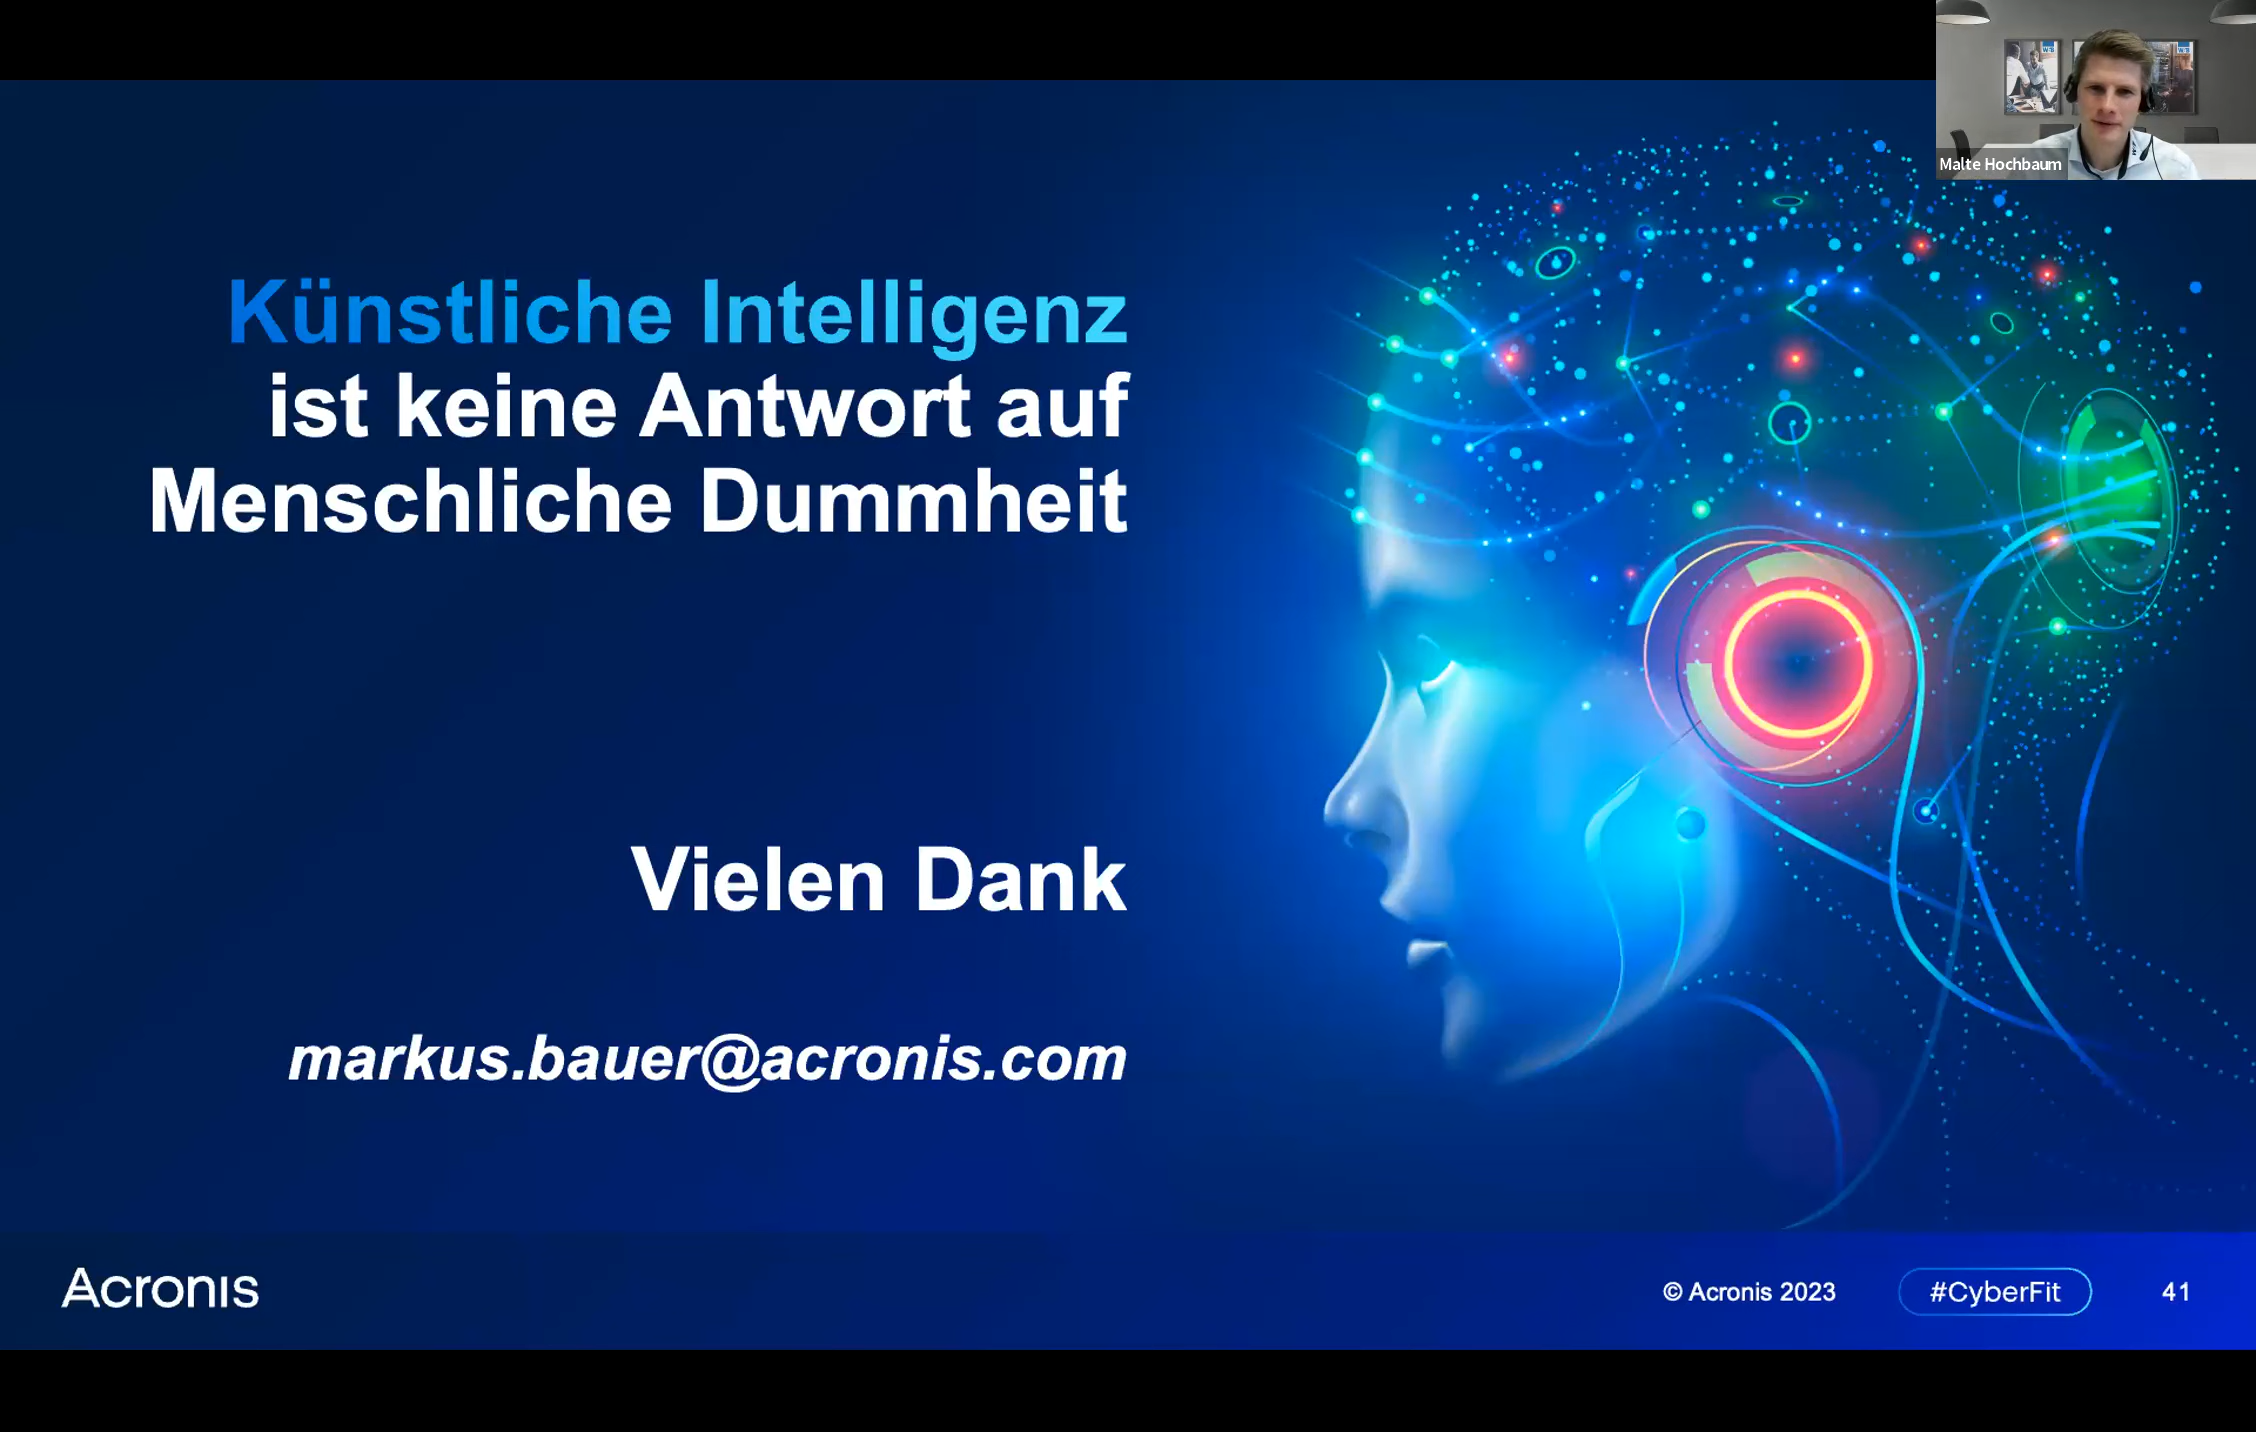 Malte Hochbaum
Künstliche Intelligenz
ist keine Antwort auf
Menschliche Dummheit
Vielen Dank
markus.bauer@acronis.com
Acronis
© Acronis 2023
#CyberFit
41